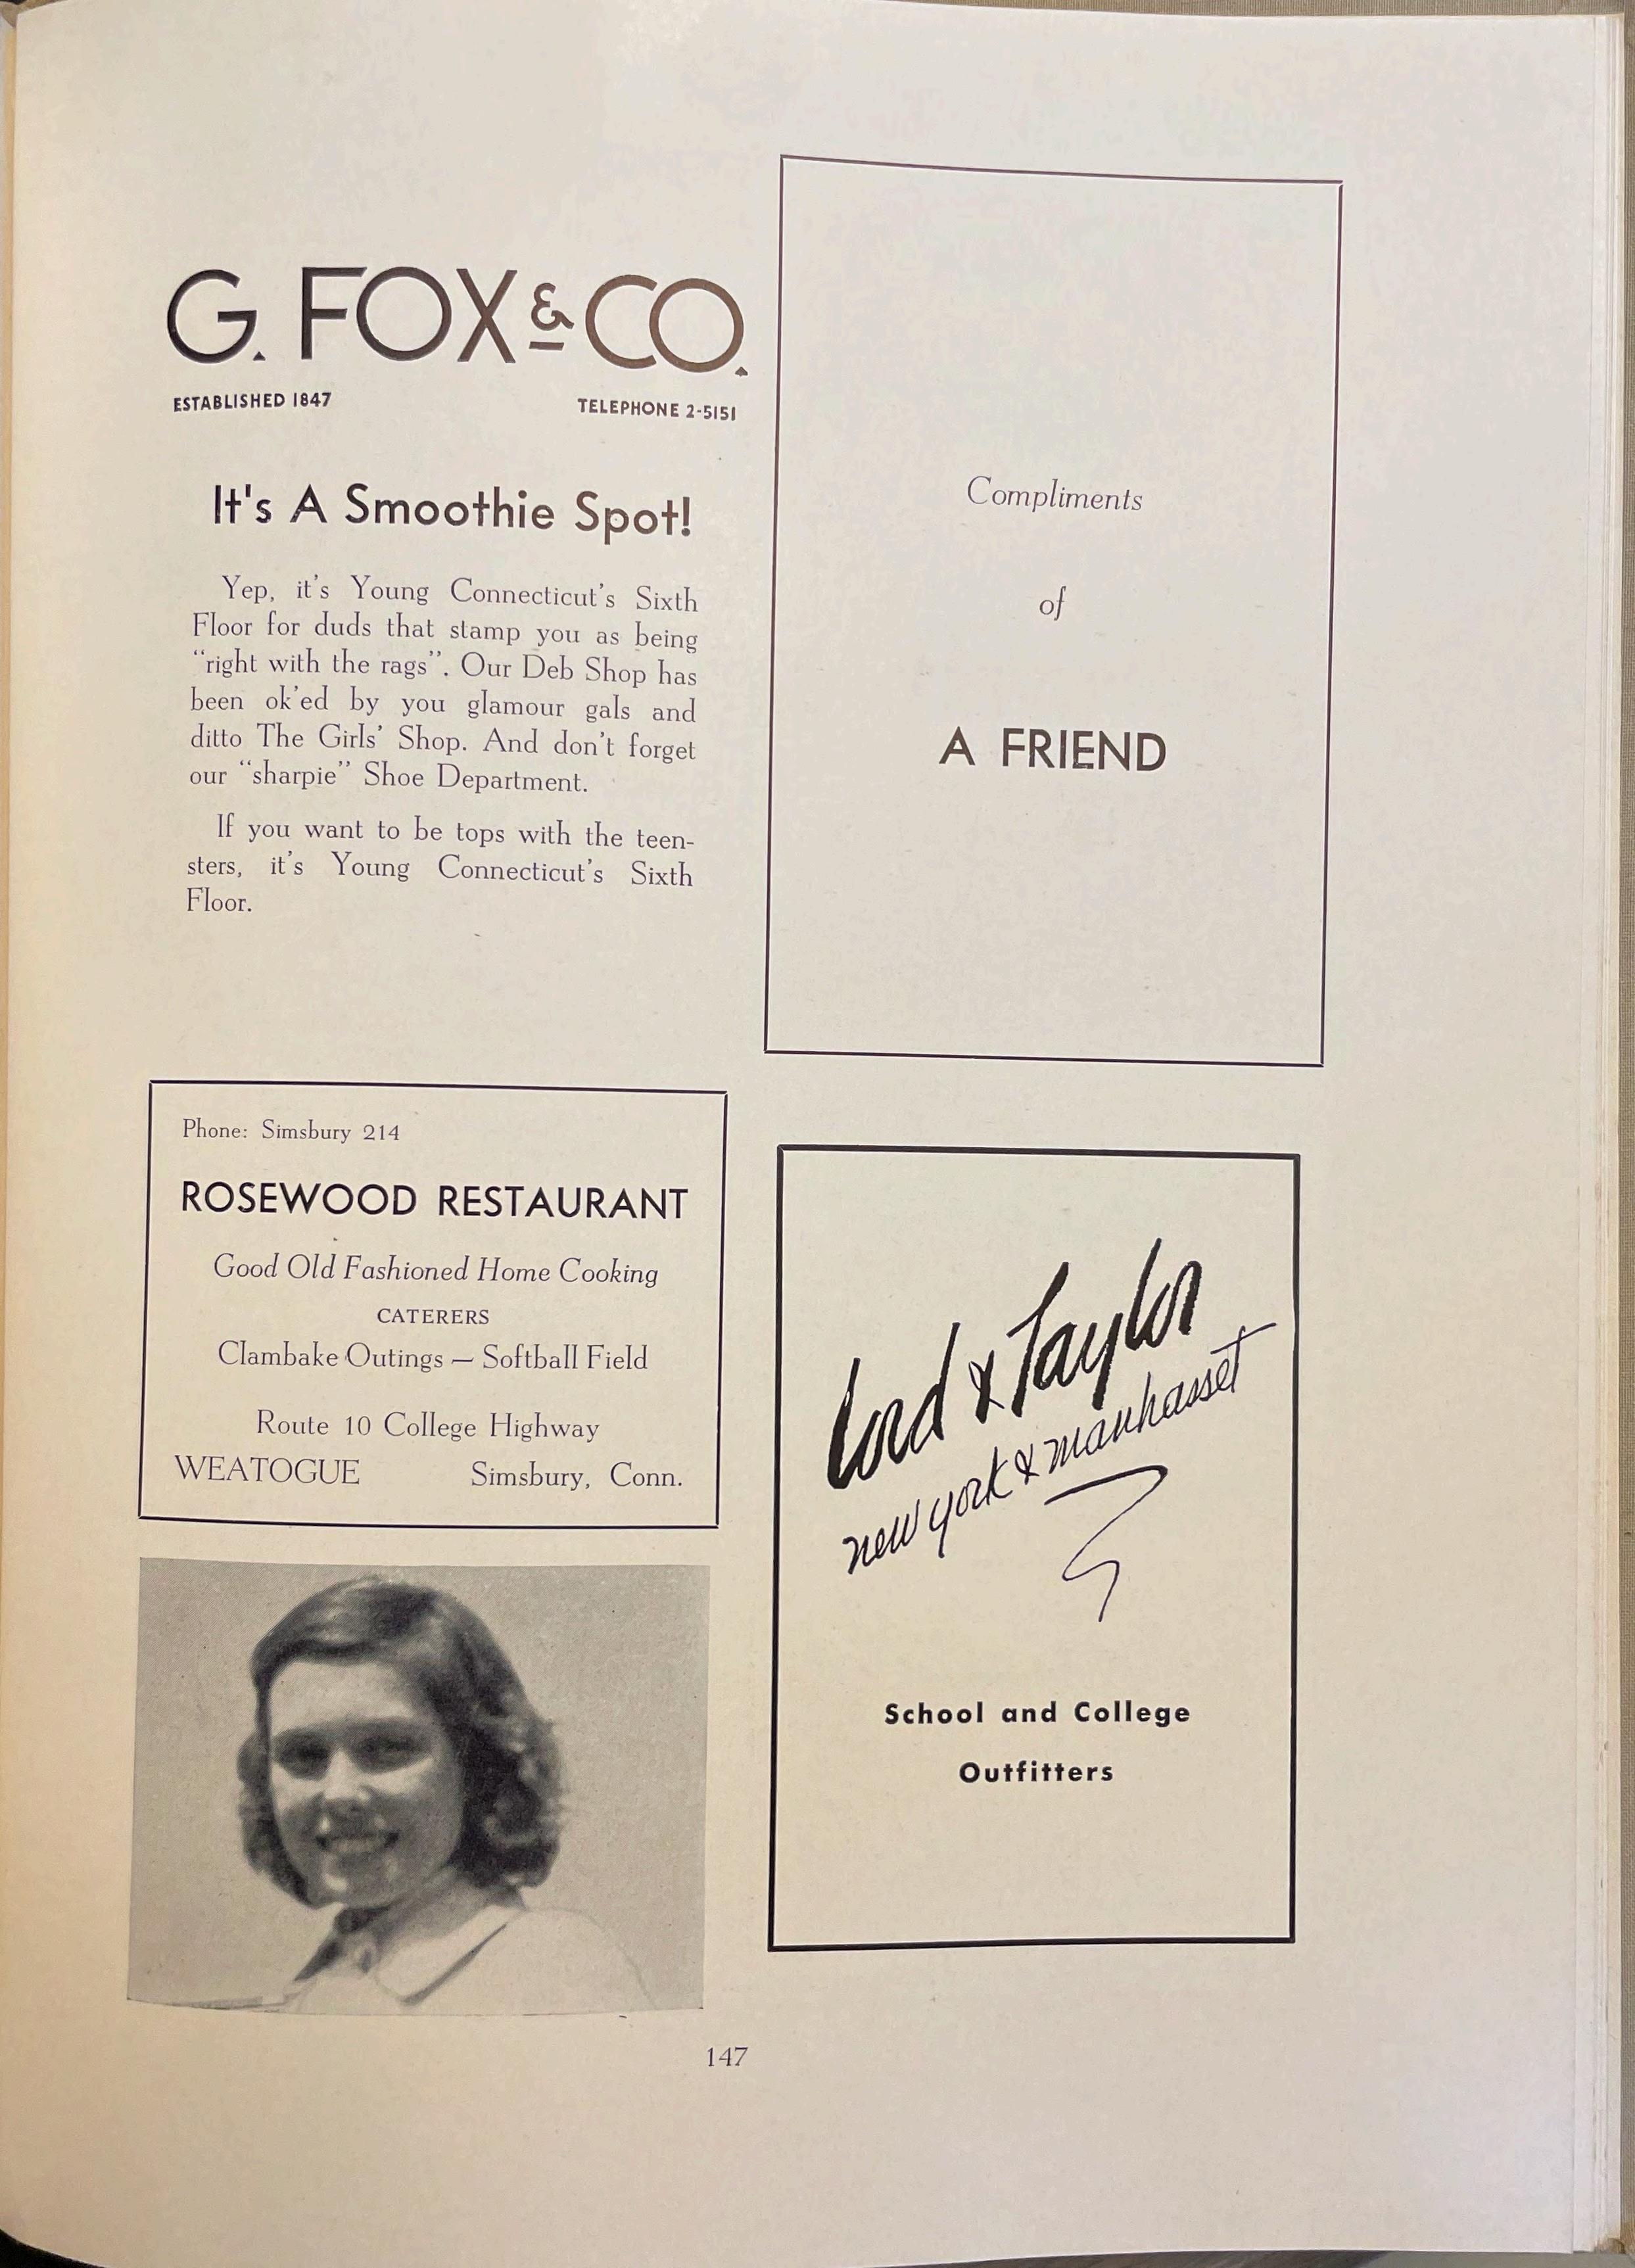 G. FOX & CO.
ESTABLISHED 1847 TELEPHONE 2-5151
It's A Smoothie Spot!
Yep, it's Young Connecticut's Sixth
Floor for duds that stamp you as being
“right with the rags”. Our Deb Shop has
been ok'ed by you glamour gals and
ditto The Girls' Shop. And don't forget
our “sharpie” Shoe Department.
If you want to be tops with the teen-
sters, it's Young Connecticut's Sixth
Floor.
Compliments
of
A FRIEND
Phone: Simsbury 214
ROSEWOOD RESTAURANT
Good Old Fashioned Home Cooking
CATERERS
Clambake Outings — Softball Field
Route 10 College Highway
WEATOGUE Simsbury, Conn.
Lord & Taylor
new york & manhasset
School and College
Outfitters
147